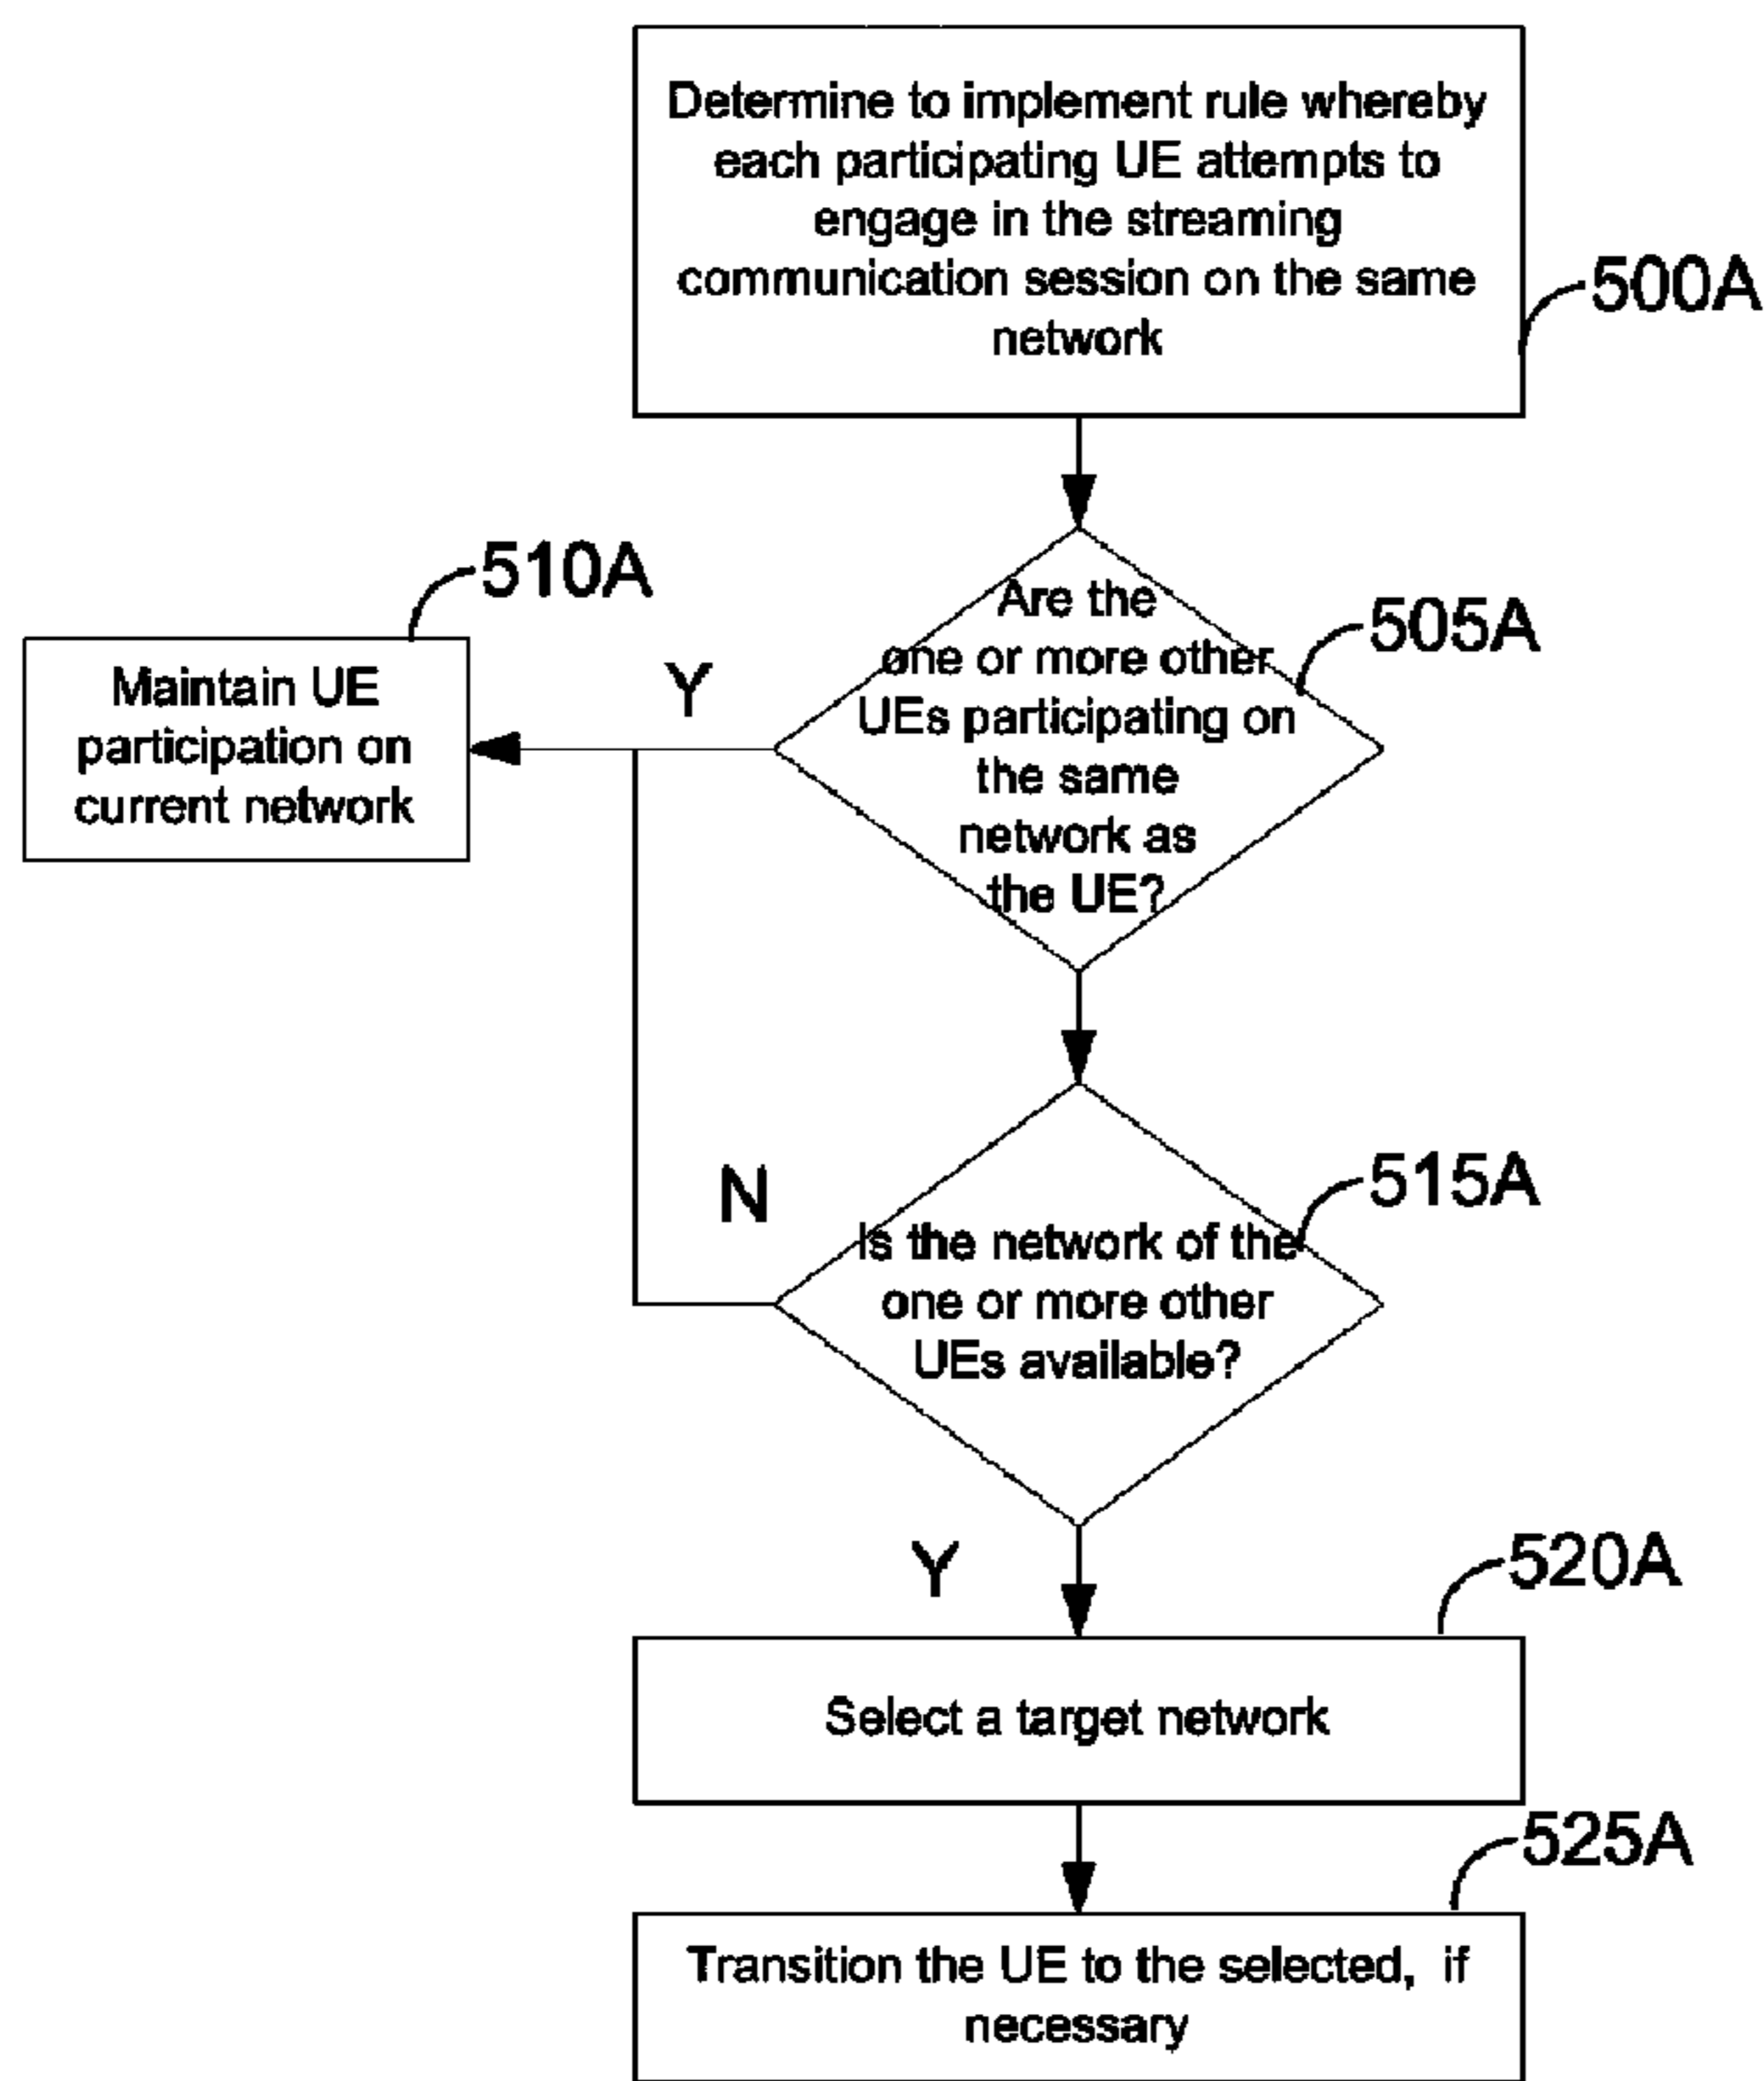 Determine to implement rule whereby
each participating UE attempts to
engage in the streaming
communication session on the same
network
500A
510A
Maintain UE
participation on
current network
Y
Are the
one or more other
UEs participating on
the same
network as
the UE?
505A
N
Is the network of the
one or more other
UEs available?
515A
Y
520A
Select a target network
525A
Transition the UE to the selected, if
necessary